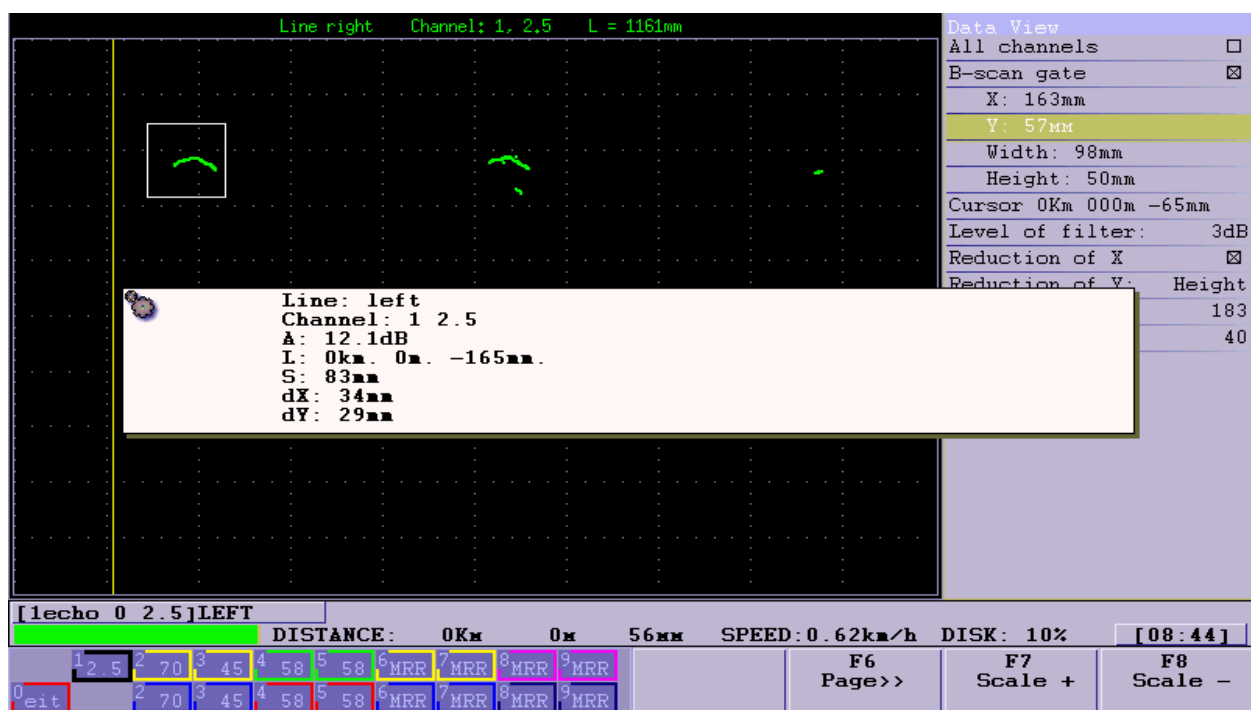 Line right Channel: 1, 2.5 L = 1161mm
Data View
All channels
B-scan gate
X: 163mm
Y: 57мм
Width: 98mm
Height: 50mm
Cursor 0Km 000m -65mm
Level of filter: 3dB
Reduction of X
Reduction of Y: Height
183
40
Line: left
Channel: 1 2.5
A: 12.1dB
L: 0km. 0m. -165mm.
S: 83mm
dX: 34mm
dY: 29mm
[1echo 0 2.5]LEFT
DISTANCE: 0Км 0м 56мм SPEED:0.62km/h DISK: 10% [08:44]
1 2.5 2 70 3 45 4 58 5 58 6 MRR 7 MRR 8 MRR 9 MRR
0 eit 2 70 3 45 4 58 5 58 6 MRR 7 MRR 8 MRR 9 MRR
F6 F7 F8
Page>> Scale + Scale -